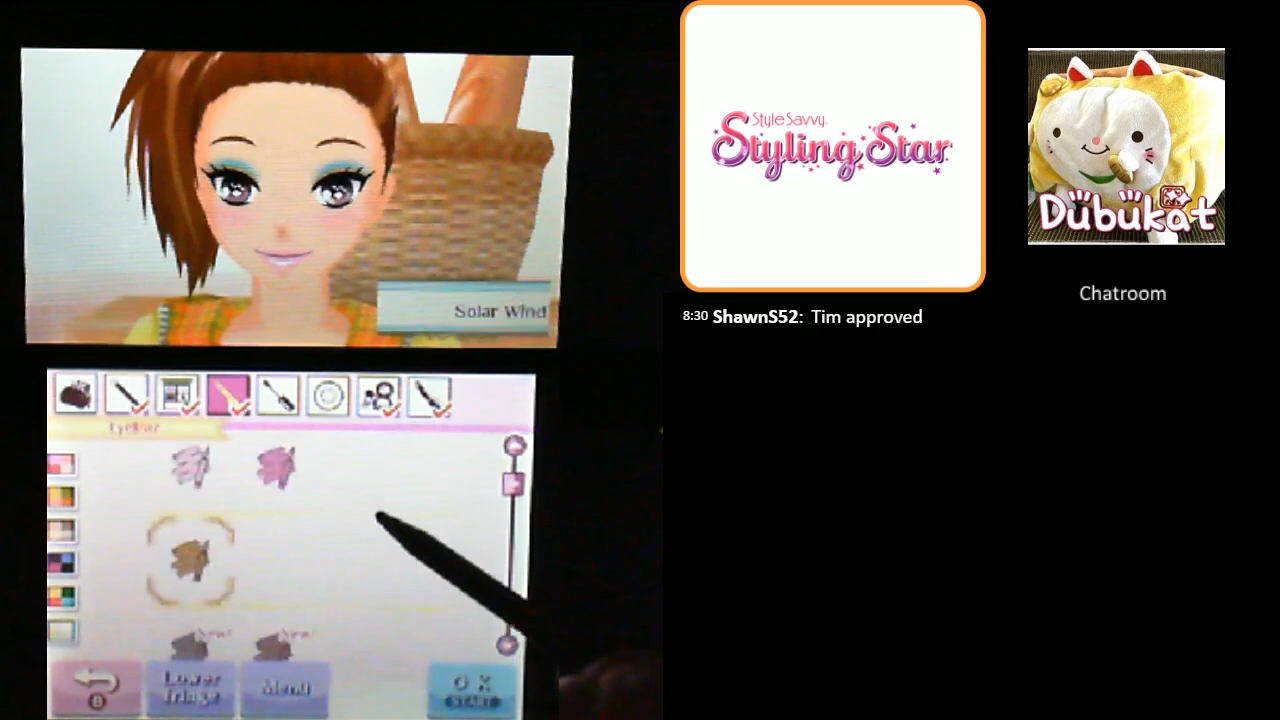 Solar Wind
Eyeliner
New!
New!
B
Lower
fringe
Menu
OK
START
StyleSavvy
Styling Star
Dubukat
Chatroom
8:30 ShawnS52: Tim approved